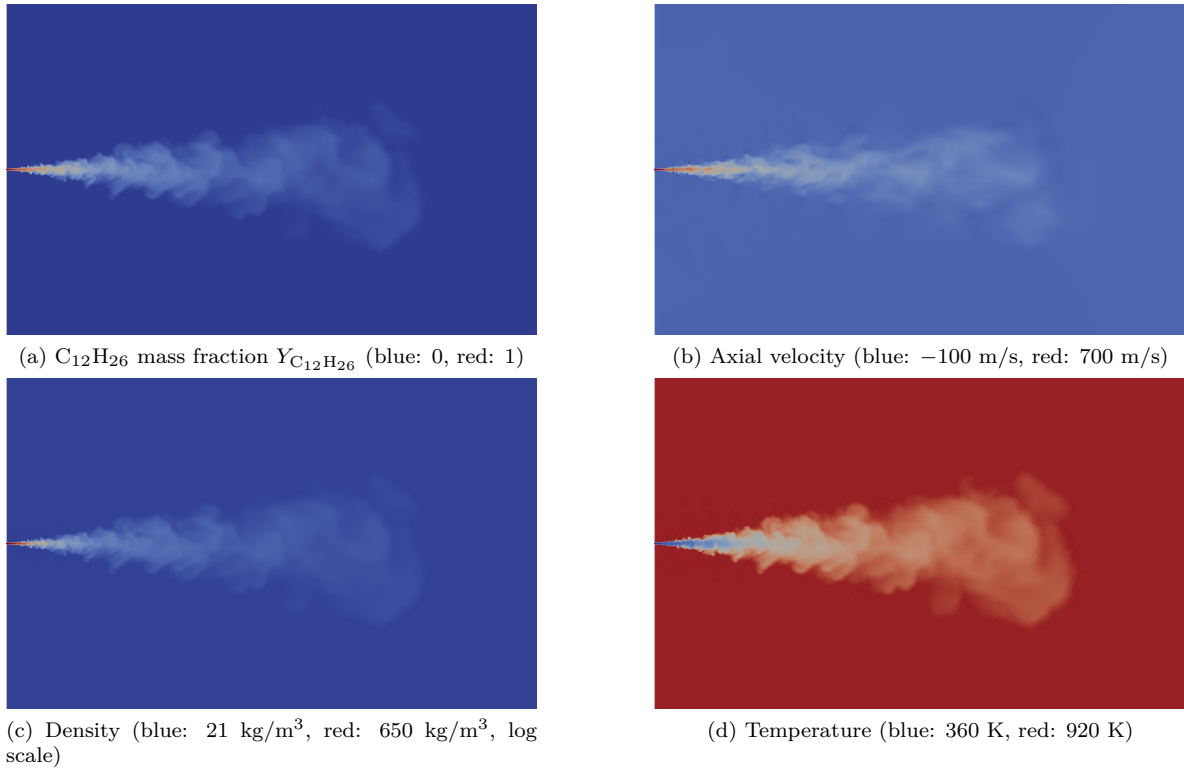 (a) C₁₂H₂₆ mass fraction Y_C₁₂H₂₆ (blue: 0, red: 1)
(b) Axial velocity (blue: −100 m/s, red: 700 m/s)
(c) Density (blue: 21 kg/m³, red: 650 kg/m³, log
scale)
(d) Temperature (blue: 360 K, red: 920 K)